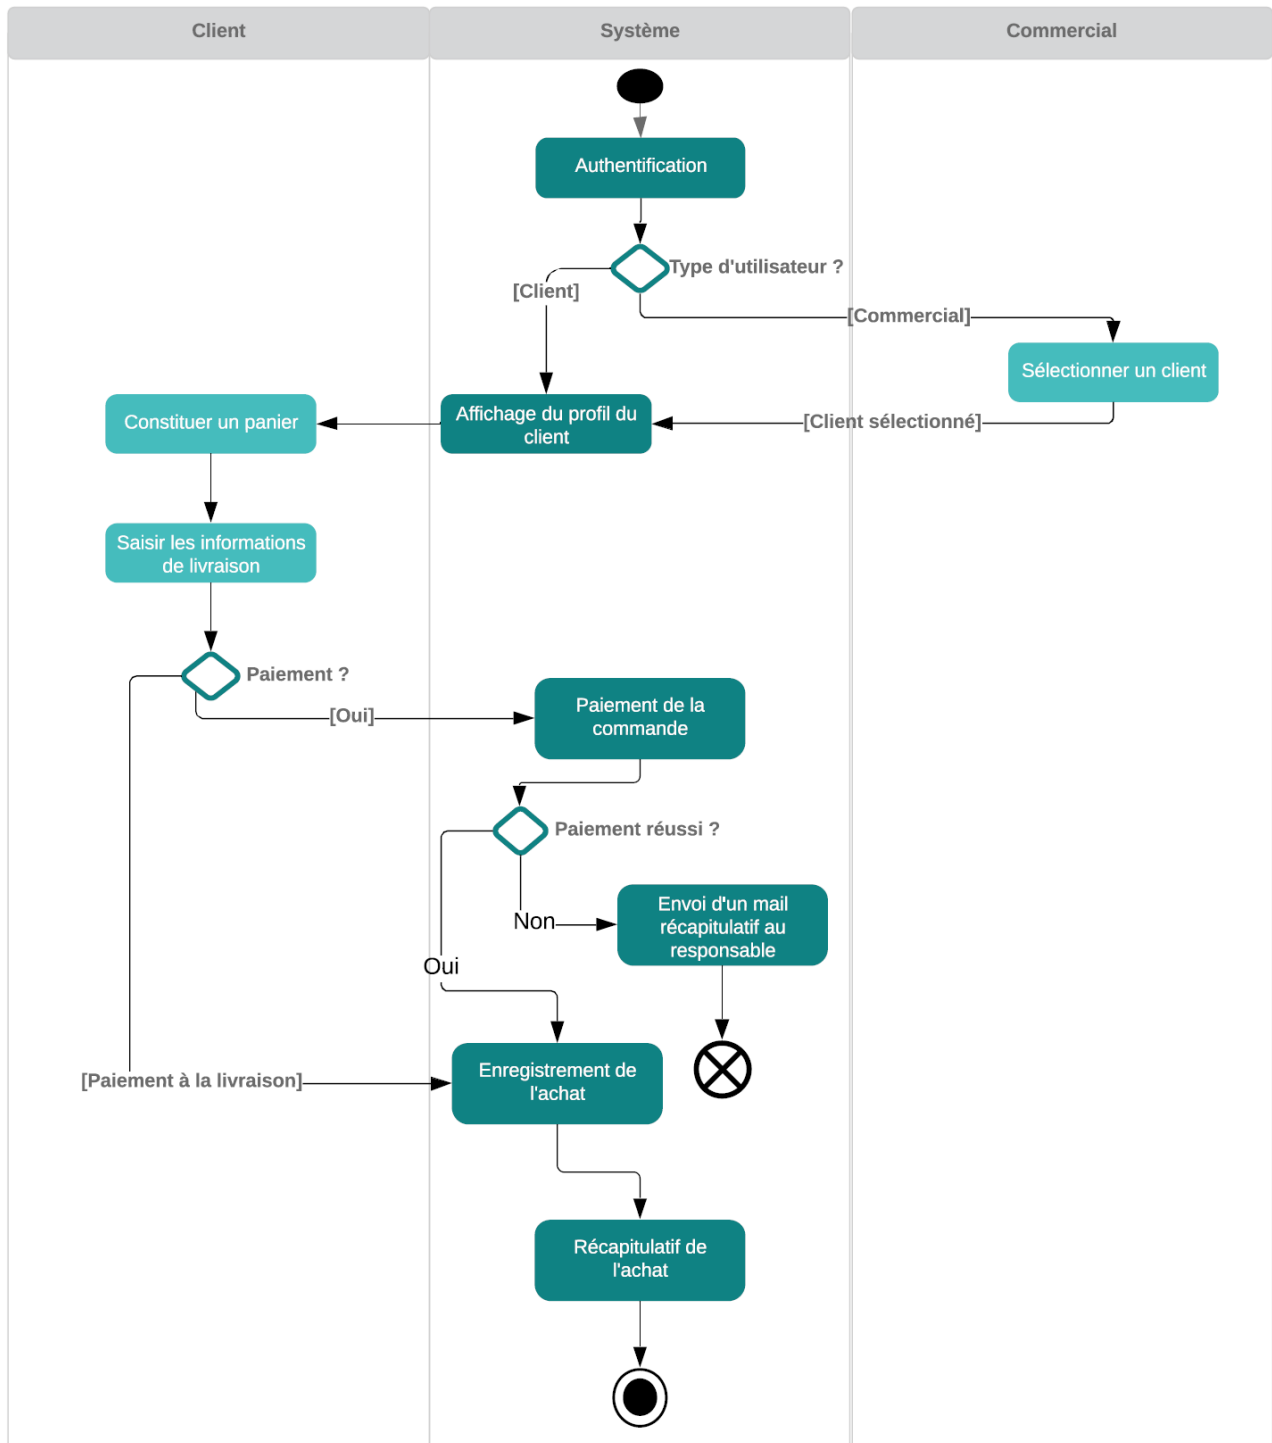 Client
Système
Commercial
Authentification
Type d'utilisateur ?
[Client]
[Commercial]
Sélectionner un client
Constituer un panier
Affichage du profil du
client
[Client sélectionné]
Saisir les informations
de livraison
Paiement ?
[Oui]
Paiement de la
commande
Paiement réussi ?
Envoi d'un mail
récapitulatif au
responsable
Non
Oui
Enregistrement de
l'achat
[Paiement à la livraison]
Récapitulatif de
l'achat